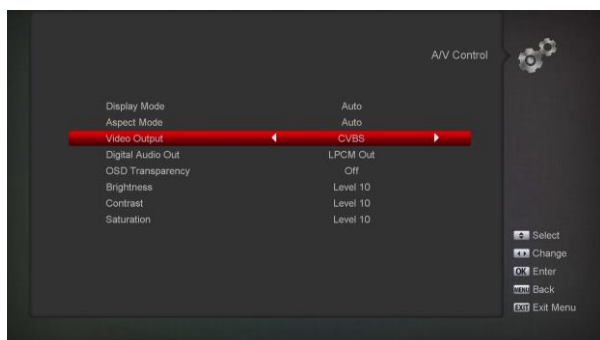 A/V Control
Display Mode Auto
Aspect Mode Auto
Video Output CVBS
Digital Audio Out LPCM Out
OSD Transparency Off
Brightness Level 10
Contrast Level 10
Saturation Level 10
Select
Change
OK Enter
MENU Back
EXIT Exit Menu